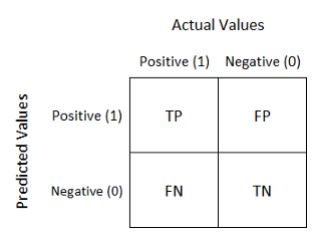 Actual Values
Positive (1) Negative (0)
Predicted Values
Positive (1) TP FP
Negative (0) FN TN